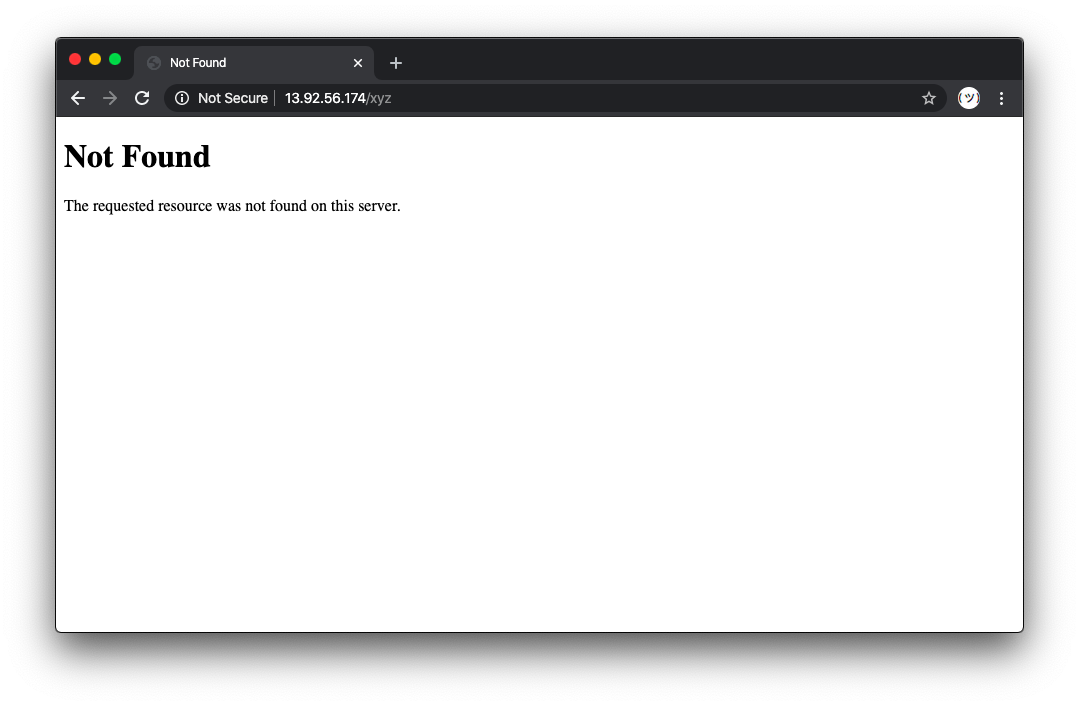 Not Found
Not Secure 13.92.56.174/xyz
(ツ)
Not Found
The requested resource was not found on this server.